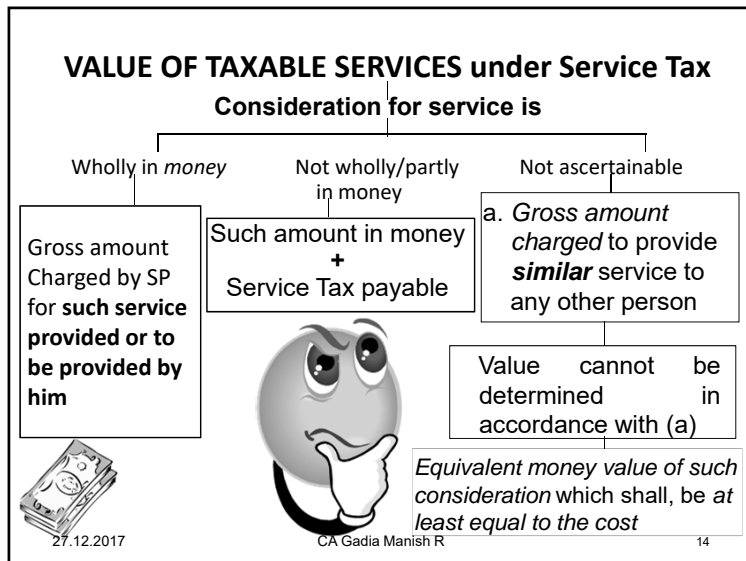 VALUE OF TAXABLE SERVICES under Service Tax
Consideration for service is
Wholly in money
Gross amount
Charged by SP
for such service
provided or to
be provided by
him
Not wholly/partly
in money
Such amount in money
+
Service Tax payable
Not ascertainable
a. Gross amount
charged to provide
similar service to
any other person
Value cannot be
determined in
accordance with (a)
Equivalent money value of such
consideration which shall, be at
least equal to the cost
27.12.2017
CA Gadia Manish R
14